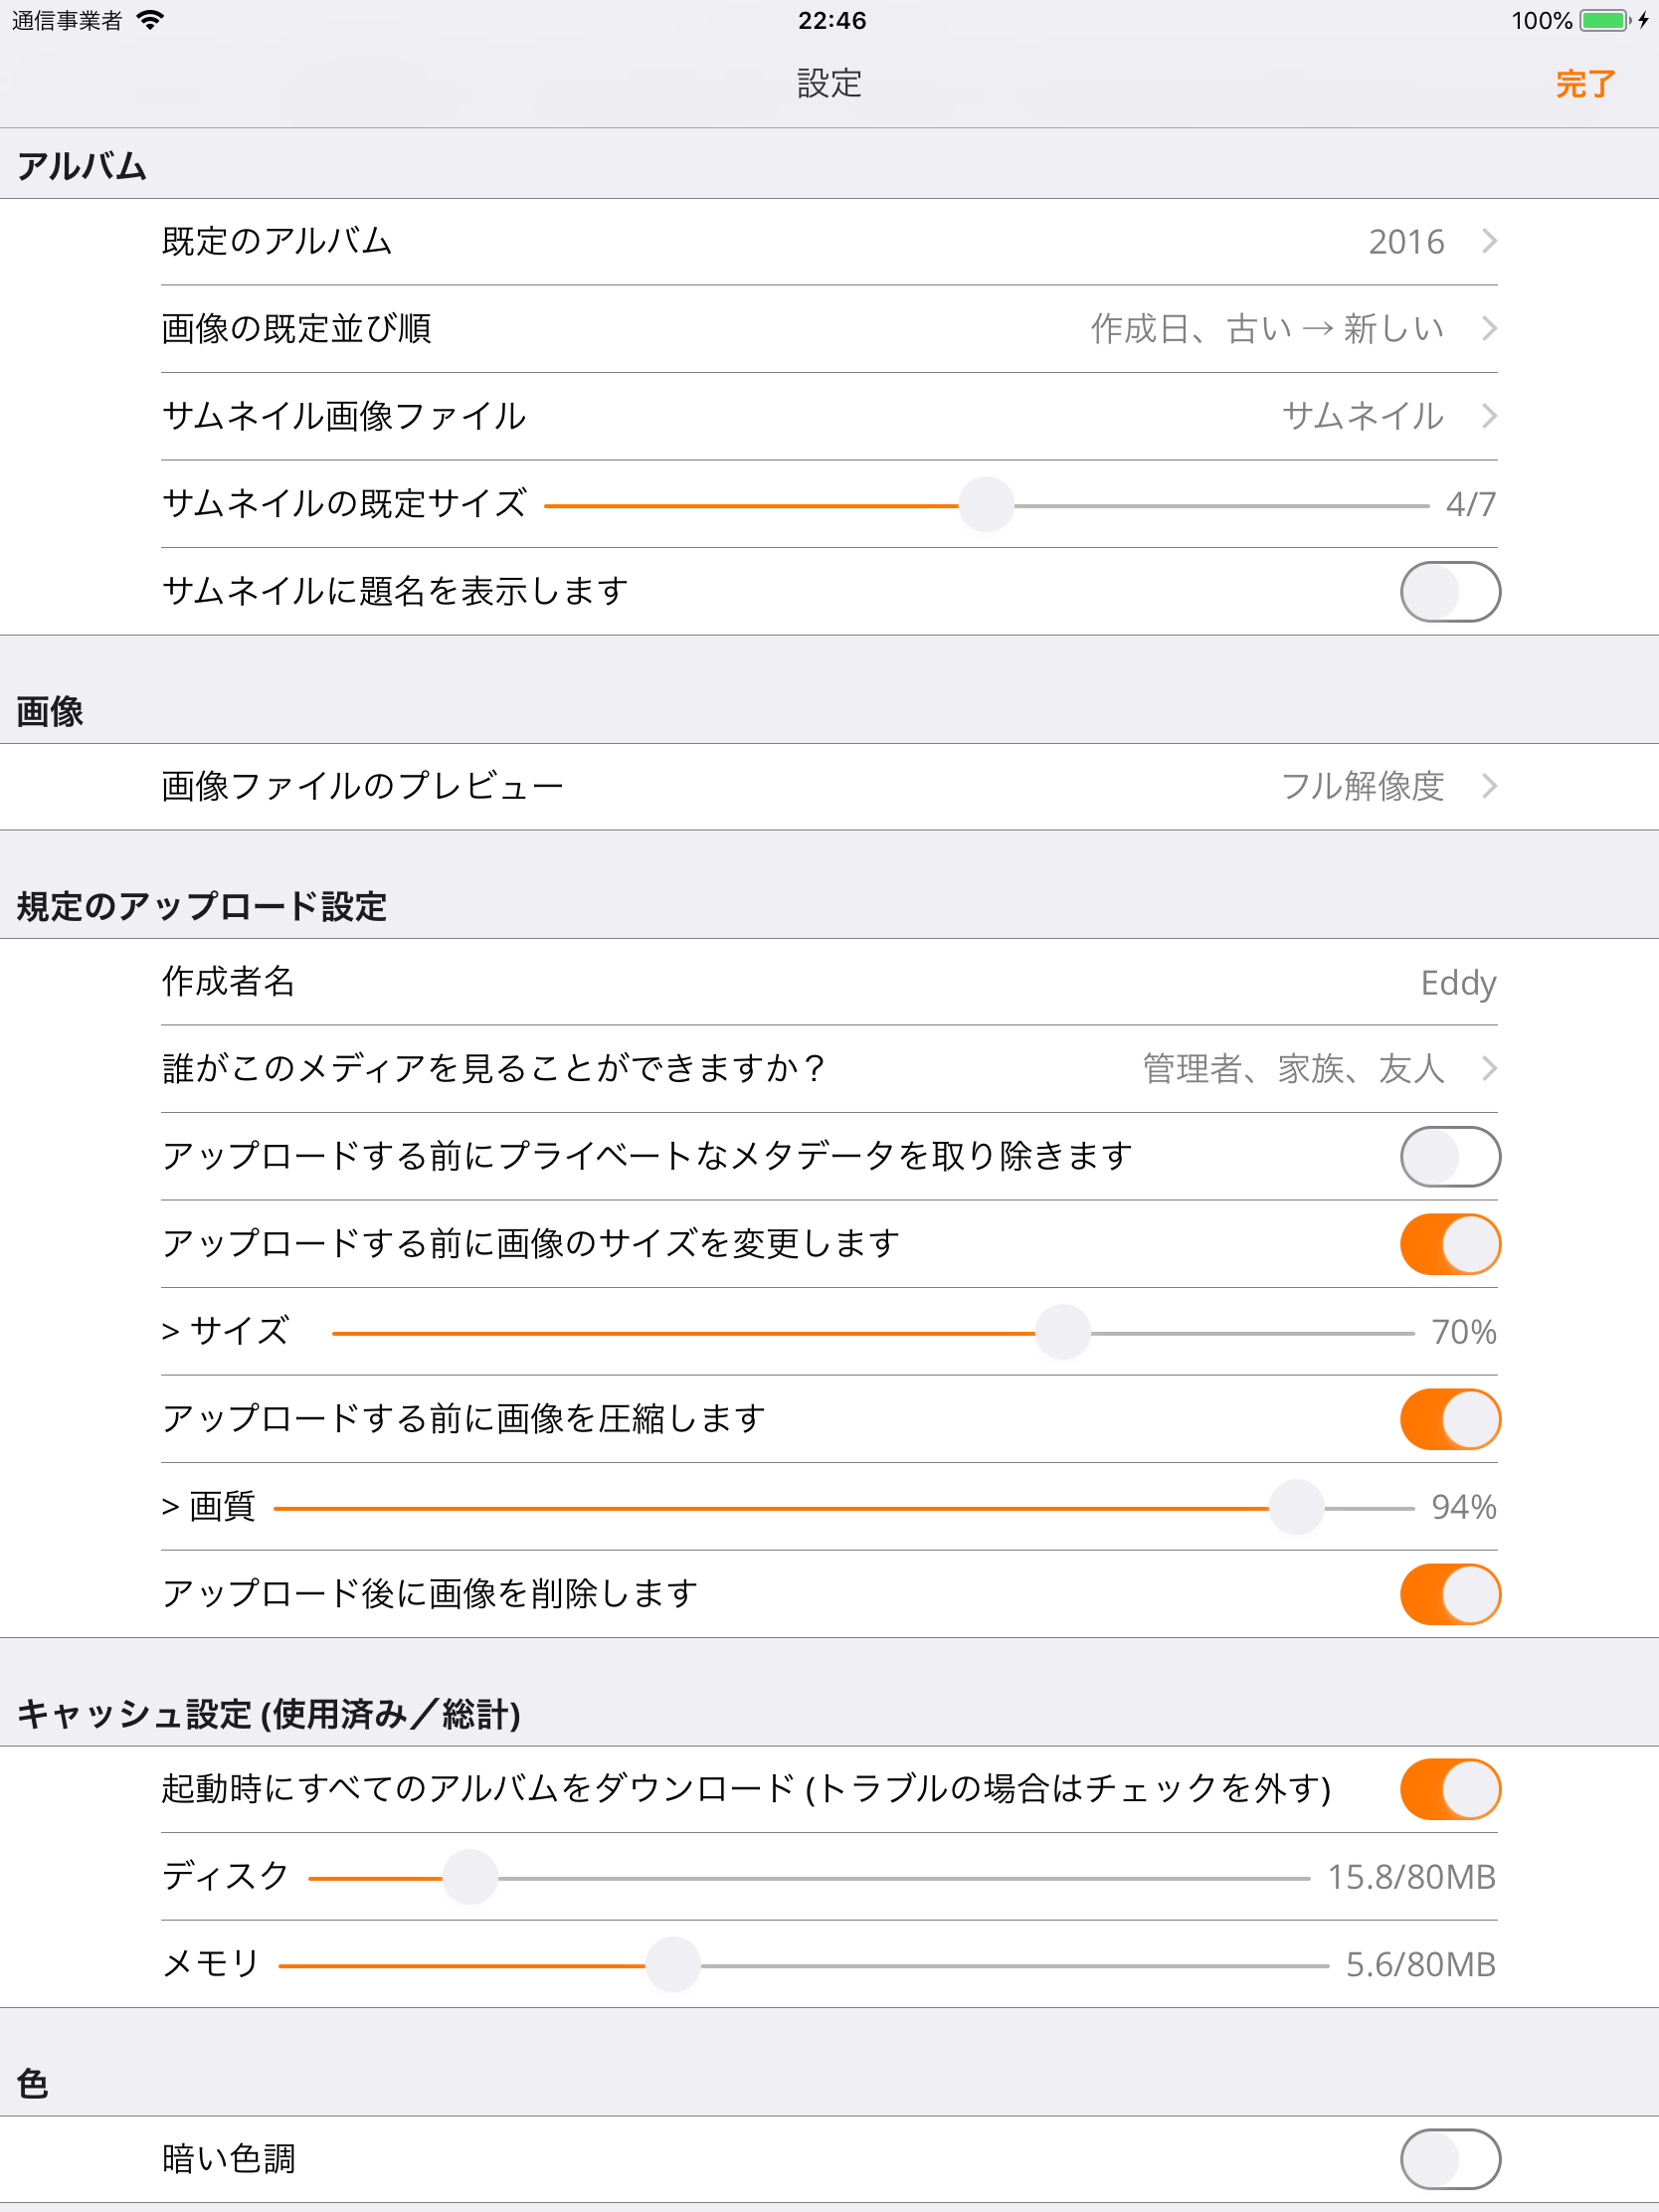 通信事業者 22:46 100%
設定 完了
アルバム
既定のアルバム 2016
画像の既定並び順 作成日、古い → 新しい
サムネイル画像ファイル サムネイル
サムネイルの既定サイズ 4/7
サムネイルに題名を表示します
画像
画像ファイルのプレビュー フル解像度
規定のアップロード設定
作成者名 Eddy
誰がこのメディアを見ることができますか？ 管理者、家族、友人
アップロードする前にプライベートなメタデータを取り除きます
アップロードする前に画像のサイズを変更します
> サイズ 70%
アップロードする前に画像を圧縮します
> 画質 94%
アップロード後に画像を削除します
キャッシュ設定 (使用済み／総計)
起動時にすべてのアルバムをダウンロード (トラブルの場合はチェックを外す)
ディスク 15.8/80MB
メモリ 5.6/80MB
色
暗い色調